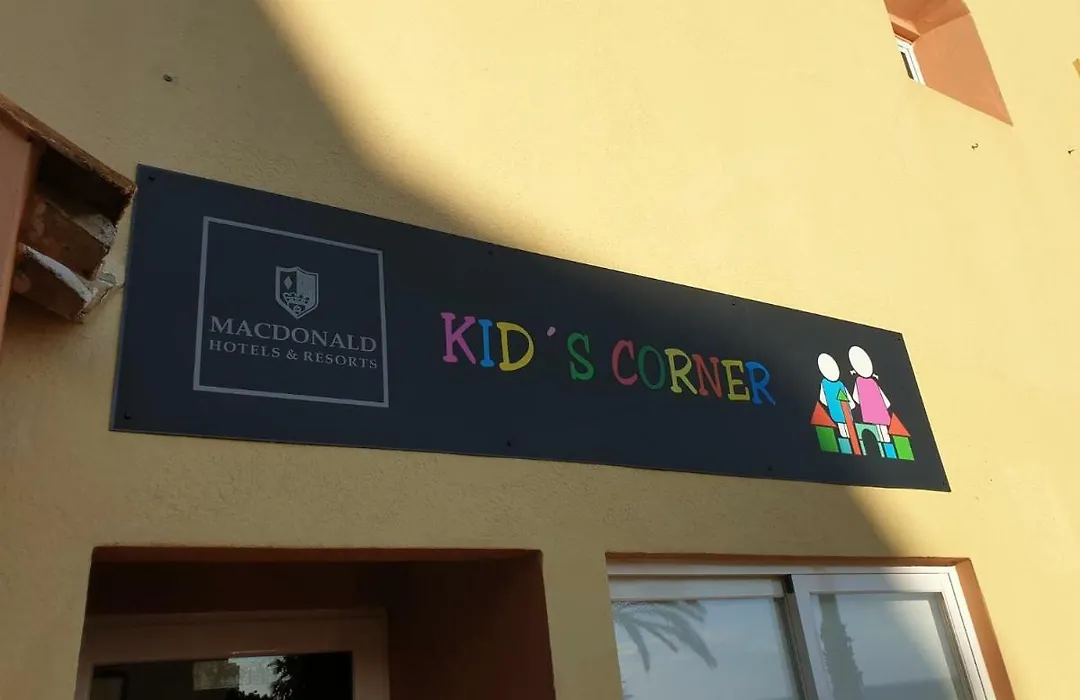 MACDONALD
HOTELS & RESORTS
KID´S CORNER